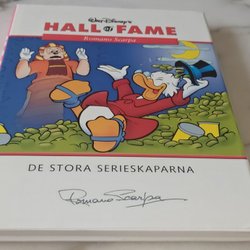 Walt Disney's
HALL OF FAME
Romano Scarpa
DE STORA SERIESKAPARNA
Romano Scarpa